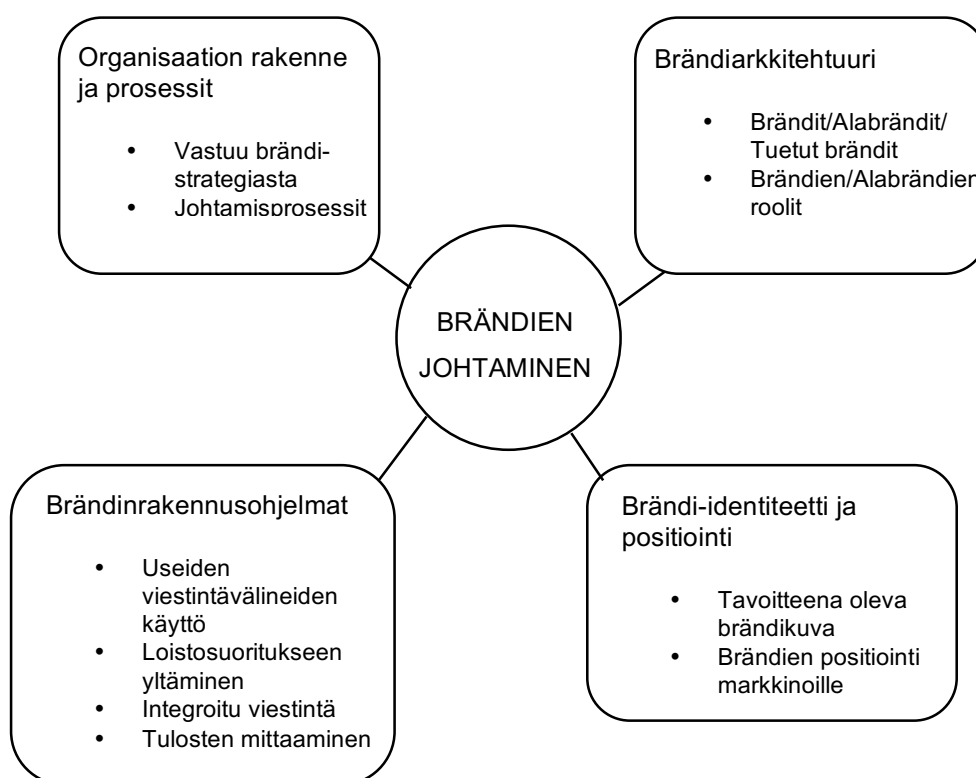 Organisaation rakenne
ja prosessit
• Vastuu brändi-
strategiasta
• Johtamisprosessit
Brändiarkkitehtuuri
• Brändit/Alabrändit/
Tuetut brändit
• Brändien/Alabrändien
roolit
BRÄNDIEN
JOHTAMINEN
Brändinrakennusohjelmat
• Useiden
viestintävälineiden
käyttö
• Loistosuoritukseen
yltäminen
• Integroitu viestintä
• Tulosten mittaaminen
Brändi-identiteetti ja
positiointi
• Tavoitteena oleva
brändikuva
• Brändien positiointi
markkinoille